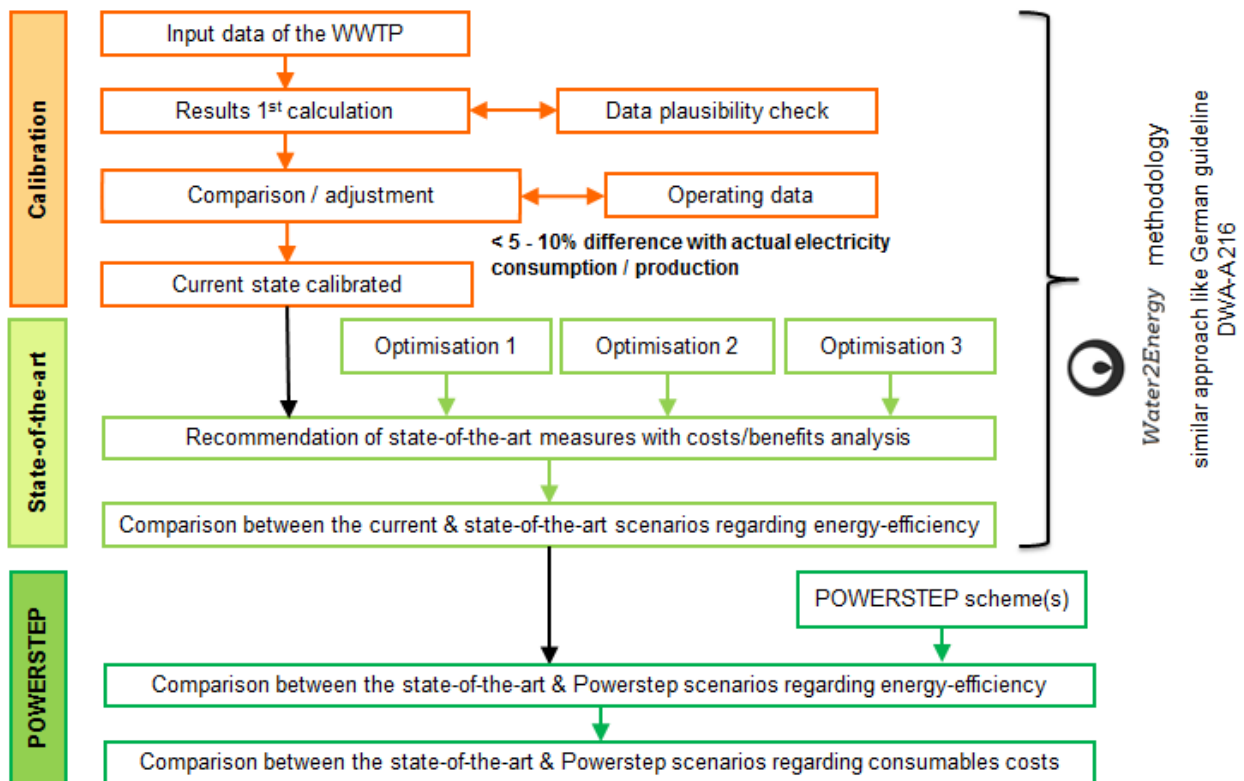 Calibration
Input data of the WWTP
Results 1st calculation
Data plausibility check
Comparison / adjustment
Operating data
< 5 - 10% difference with actual electricity
consumption / production
Current state calibrated
State-of-the-art
Optimisation 1
Optimisation 2
Optimisation 3
Recommendation of state-of-the-art measures with costs/benefits analysis
Comparison between the current & state-of-the-art scenarios regarding energy-efficiency
Water2Energy methodology
similar approach like German guideline
DWA-A216
POWERSTEP
POWERSTEP scheme(s)
Comparison between the state-of-the-art & Powerstep scenarios regarding energy-efficiency
Comparison between the state-of-the-art & Powerstep scenarios regarding consumables costs